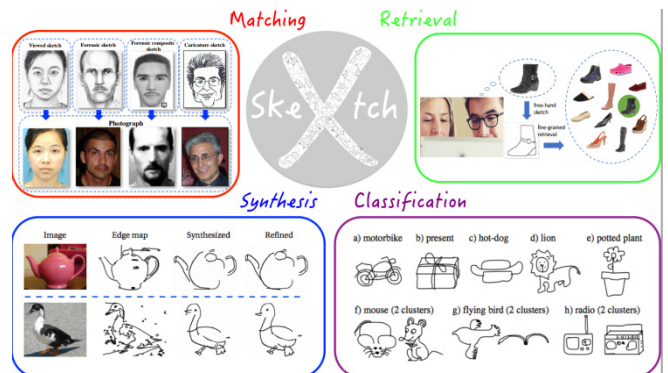 Matching
Retrieval
Viewed sketch
Forensic sketch
Forensic composite
sketch
Caricature sketch
Photograph
SkeXtch
free-hand
sketch
fine-grained
retrieval
Synthesis
Classification
Image
Edge map
Synthesized
Refined
a) motorbike
b) present
c) hot-dog
d) lion
e) potted plant
f) mouse (2 clusters)
g) flying bird (2 clusters)
h) radio (2 clusters)